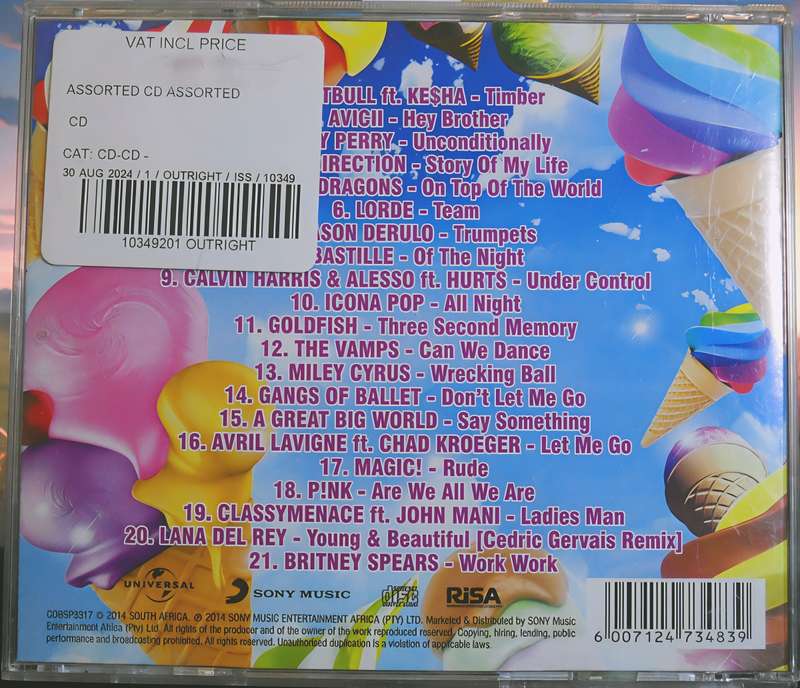 VAT INCL PRICE
ASSORTED CD ASSORTED
CD
CAT: CD-CD -
30 AUG 2024 / 1 / OUTRIGHT / ISS / 10349
10349201 OUTRIGHT
TBULL ft. KE$HA - Timber
AVICII - Hey Brother
Y PERRY - Unconditionally
DIRECTION - Story Of My Life
DRAGONS - On Top Of The World
6. LORDE - Team
ASON DERULO - Trumpets
BASTILLE - Of The Night
9. CALVIN HARRIS & ALESSO ft. HURTS - Under Control
10. ICONA POP - All Night
11. GOLDFISH - Three Second Memory
12. THE VAMPS - Can We Dance
13. MILEY CYRUS - Wrecking Ball
14. GANGS OF BALLET - Don't Let Me Go
15. A GREAT BIG WORLD - Say Something
16. AVRIL LAVIGNE ft. CHAD KROEGER - Let Me Go
17. MAGIC! - Rude
18. P!NK - Are We All We Are
19. CLASSYMENACE ft. JOHN MANI - Ladies Man
20. LANA DEL REY - Young & Beautiful [Cedric Gervais Remix]
21. BRITNEY SPEARS - Work Work
UNIVERSAL SONY MUSIC RiSA
COBSP3317 © 2014 SOUTH AFRICA. ℗ 2014 SONY MUSIC ENTERTAINMENT AFRICA (PTY) LTD. Marketed & Distributed by SONY Music
Entertainment Africa (Pty) Ltd. All rights of the producer and of the owner of the work reproduced reserved. Copying, hiring, lending, public
performance and broadcasting prohibited. All rights reserved. Unauthorised duplication is a violation of applicable laws.
6 007124 734839